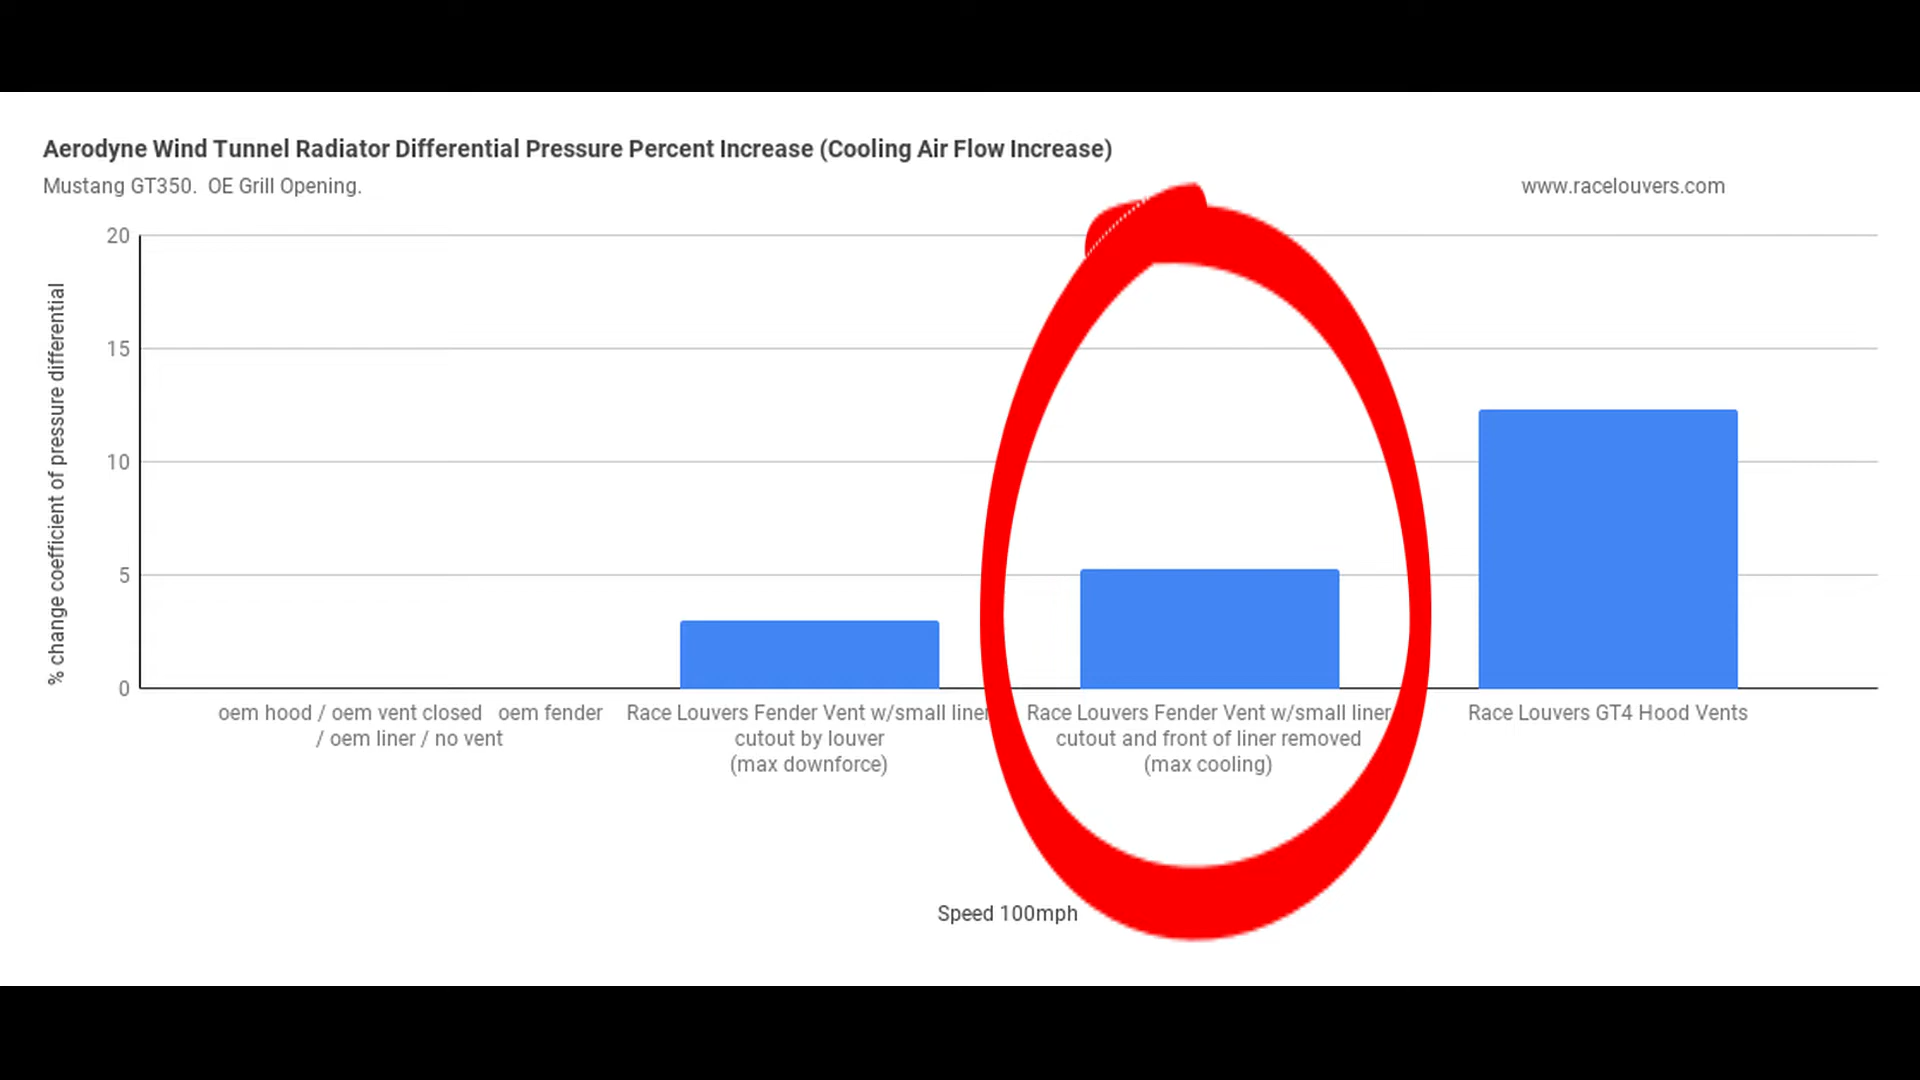 Aerodyne Wind Tunnel Radiator Differential Pressure Percent Increase (Cooling Air Flow Increase)
Mustang GT350. OE Grill Opening.
www.racelouvers.com
% change coefficient of pressure differential
20
15
10
5
0
oem hood / oem vent closed oem fender
/ oem liner / no vent
Race Louvers Fender Vent w/small liner
cutout by louver
(max downforce)
Race Louvers Fender Vent w/small liner
cutout and front of liner removed
(max cooling)
Race Louvers GT4 Hood Vents
Speed 100mph